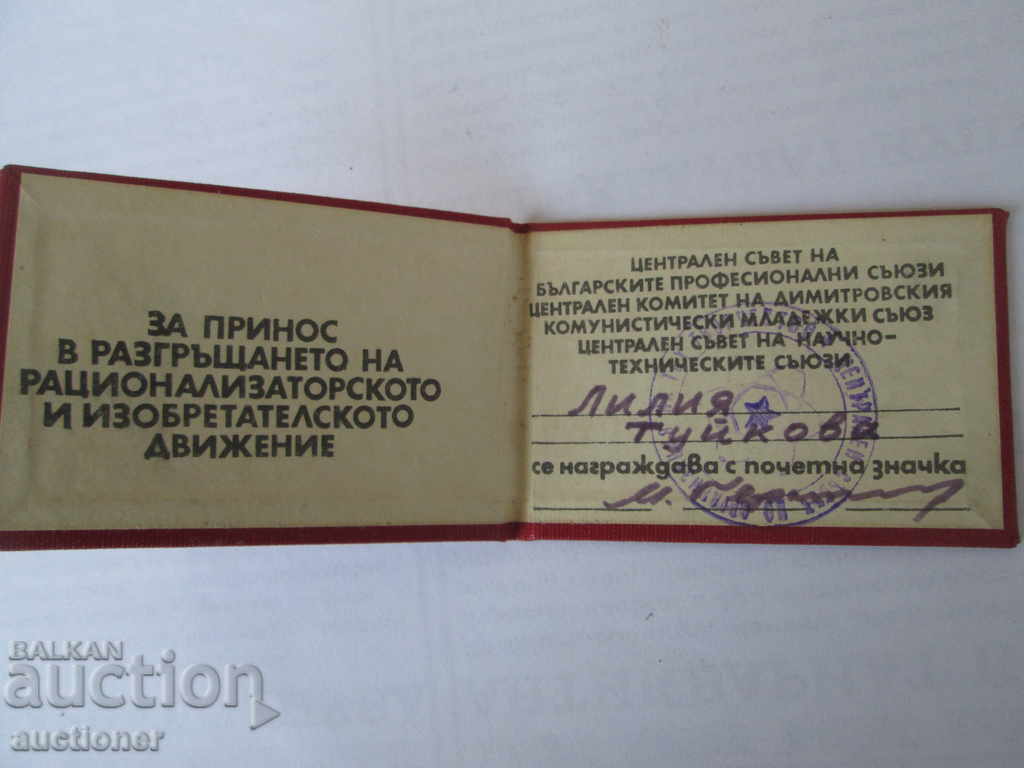 ЗА ПРИНОС
В РАЗГРЪЩАНЕТО НА
РАЦИОНАЛИЗАТОРСКОТО
И ИЗОБРЕТАТЕЛСКОТО
ДВИЖЕНИЕ
ЦЕНТРАЛЕН СЪВЕТ НА
БЪЛГАРСКИТЕ ПРОФЕСИОНАЛНИ СЪЮЗИ
ЦЕНТРАЛЕН КОМИТЕТ НА ДИМИТРОВСКИЯ
КОМУНИСТИЧЕСКИ МЛАДЕЖКИ СЪЮЗ
ЦЕНТРАЛЕН СЪВЕТ НА НАУЧНО-
ТЕХНИЧЕСКИТЕ СЪЮЗИ
Лилия
Туйкова
се награждава с почетна значка
BALKAN
auction
auctioner